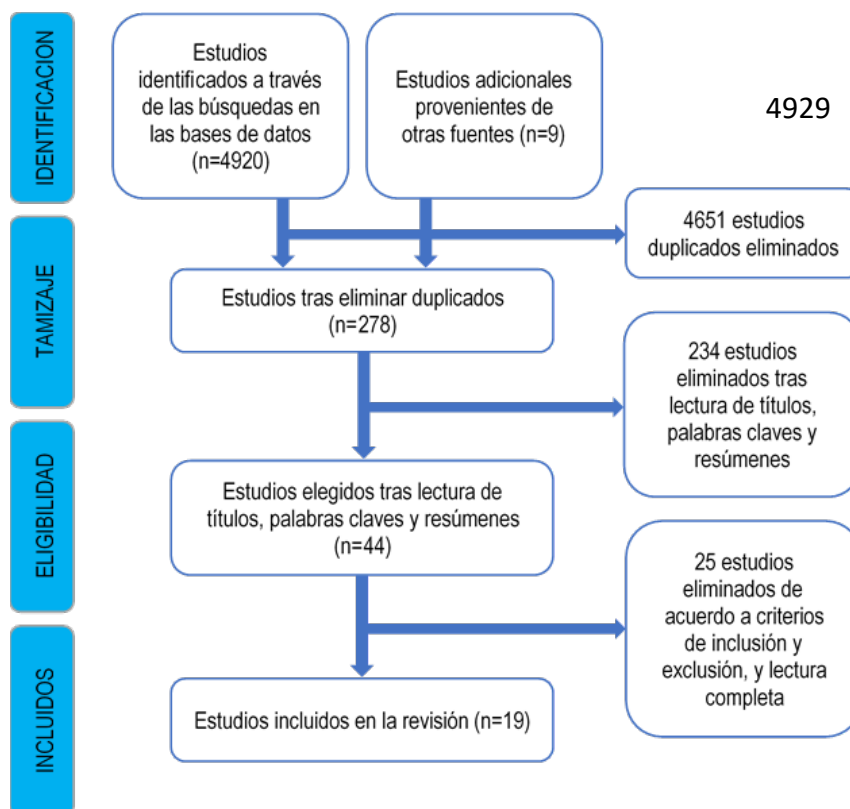 IDENTIFICACION
Estudios
identificados a través
de las búsquedas en
las bases de datos
(n=4920)
Estudios adicionales
provenientes de
otras fuentes (n=9)
4929
4651 estudios
duplicados eliminados
TAMIZAJE
Estudios tras eliminar duplicados
(n=278)
234 estudios
eliminados tras
lectura de títulos,
palabras claves y
resúmenes
ELIGIBILIDAD
Estudios elegidos tras lectura de
títulos, palabras claves y resúmenes
(n=44)
25 estudios
eliminados de
acuerdo a criterios
de inclusión y
exclusión, y lectura
completa
INCLUIDOS
Estudios incluidos en la revisión (n=19)